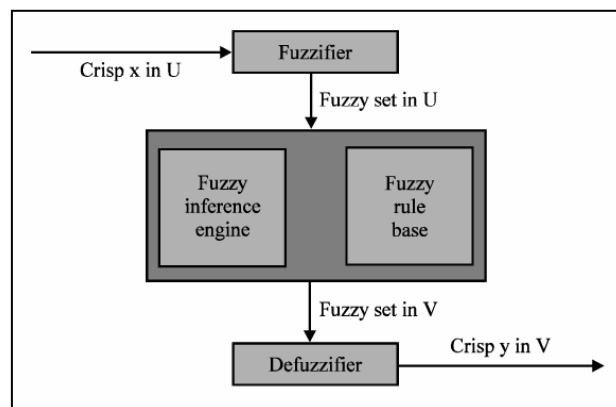 Fuzzifier
Crisp x in U
Fuzzy set in U
Fuzzy
inference
engine
Fuzzy
rule
base
Fuzzy set in V
Crisp y in V
Defuzzifier